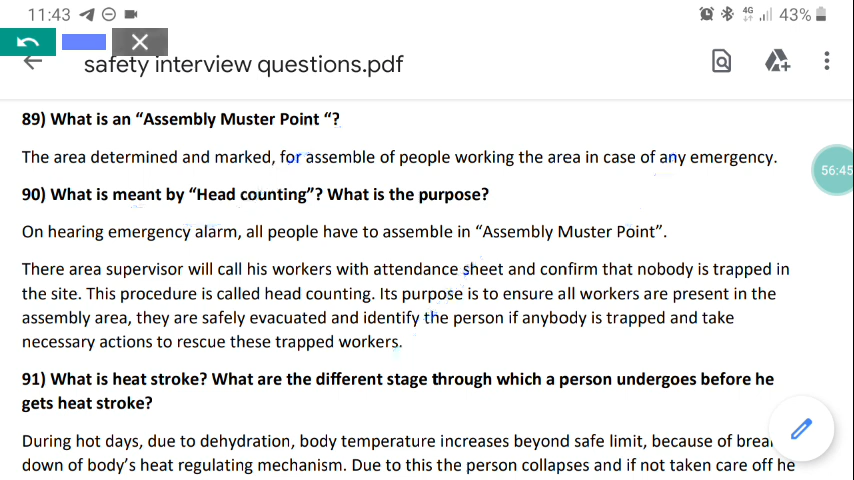 11:43
4G
43%
safety interview questions.pdf
89) What is an “Assembly Muster Point “?
The area determined and marked, for assemble of people working the area in case of any emergency.
56:45
90) What is meant by “Head counting”? What is the purpose?
On hearing emergency alarm, all people have to assemble in “Assembly Muster Point”.
There area supervisor will call his workers with attendance sheet and confirm that nobody is trapped in
the site. This procedure is called head counting. Its purpose is to ensure all workers are present in the
assembly area, they are safely evacuated and identify the person if anybody is trapped and take
necessary actions to rescue these trapped workers.
91) What is heat stroke? What are the different stage through which a person undergoes before he
gets heat stroke?
During hot days, due to dehydration, body temperature increases beyond safe limit, because of
down of body’s heat regulating mechanism. Due to this the person collapses and if not taken care off he